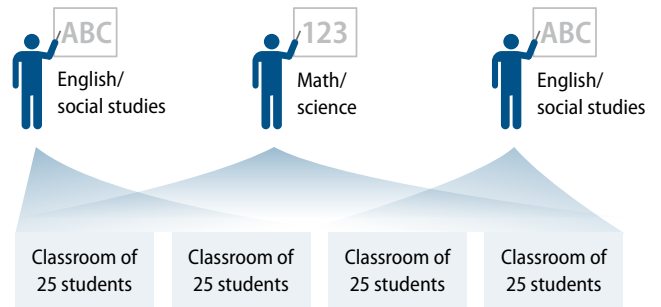 ABC
English/
social studies
123
Math/
science
ABC
English/
social studies
Classroom of
25 students
Classroom of
25 students
Classroom of
25 students
Classroom of
25 students